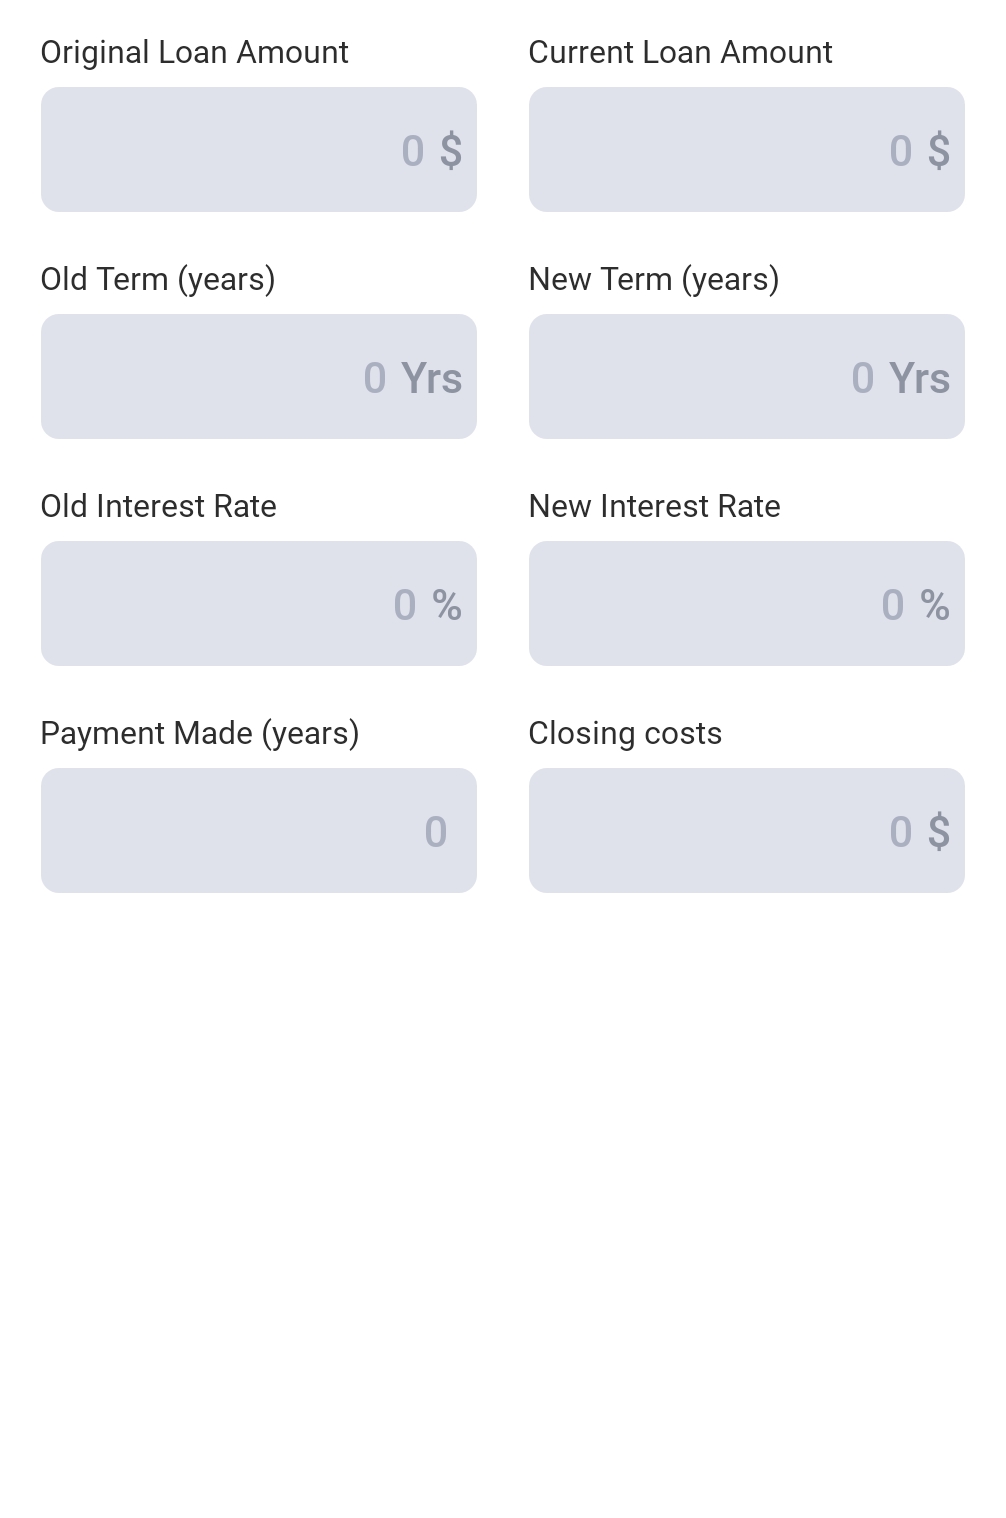 Original Loan Amount
Current Loan Amount
0 $
0 $
Old Term (years)
New Term (years)
0 Yrs
0 Yrs
Old Interest Rate
New Interest Rate
0 %
0 %
Payment Made (years)
Closing costs
0
0 $